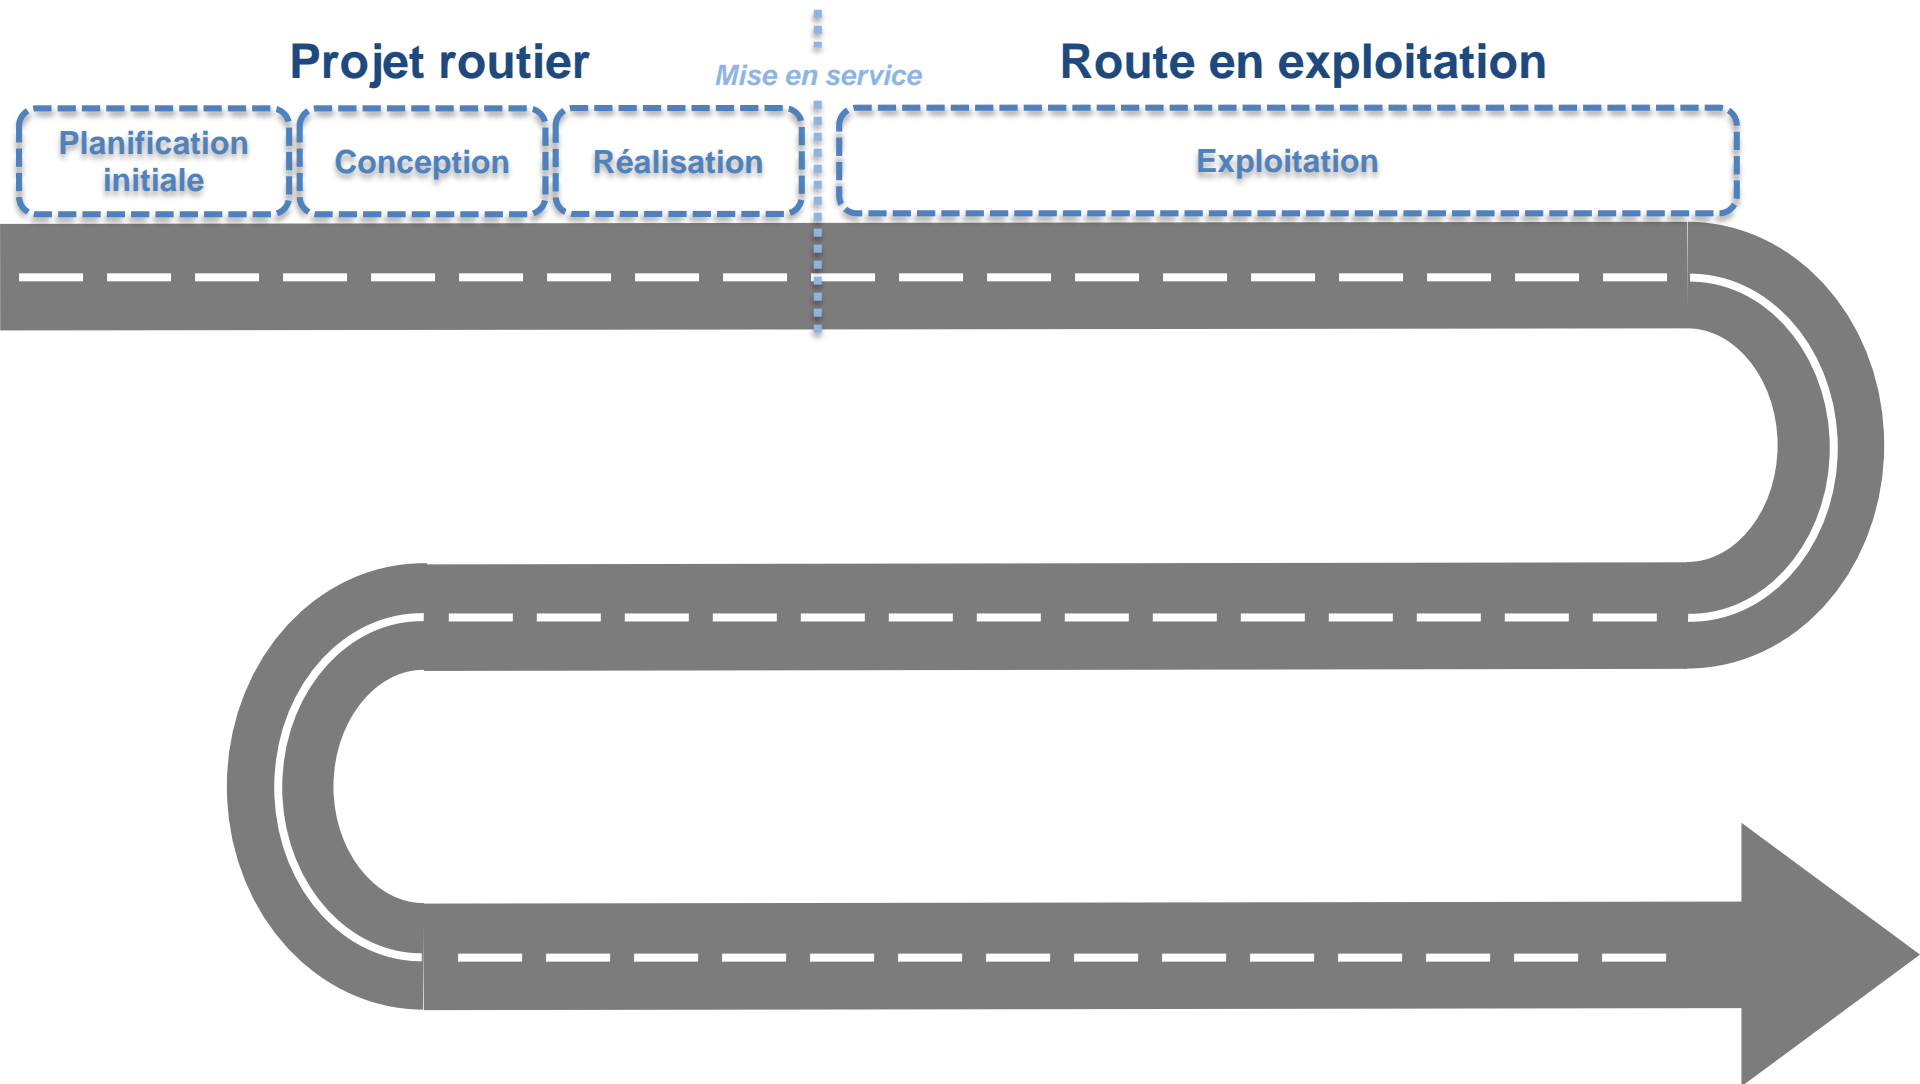 Projet routier
Mise en service
Route en exploitation
Planification
initiale
Conception
Réalisation
Exploitation